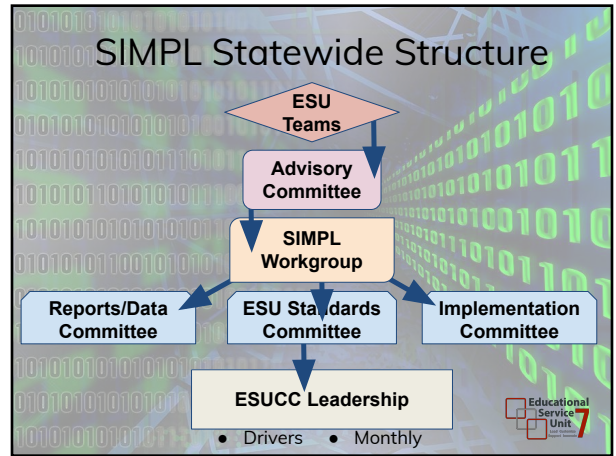 SIMPL Statewide Structure
ESU
Teams
Advisory
Committee
SIMPL
Workgroup
Reports/Data
Committee
ESU Standards
Committee
Implementation
Committee
ESUCC Leadership
● Drivers ● Monthly
Educational
Service
Unit 7